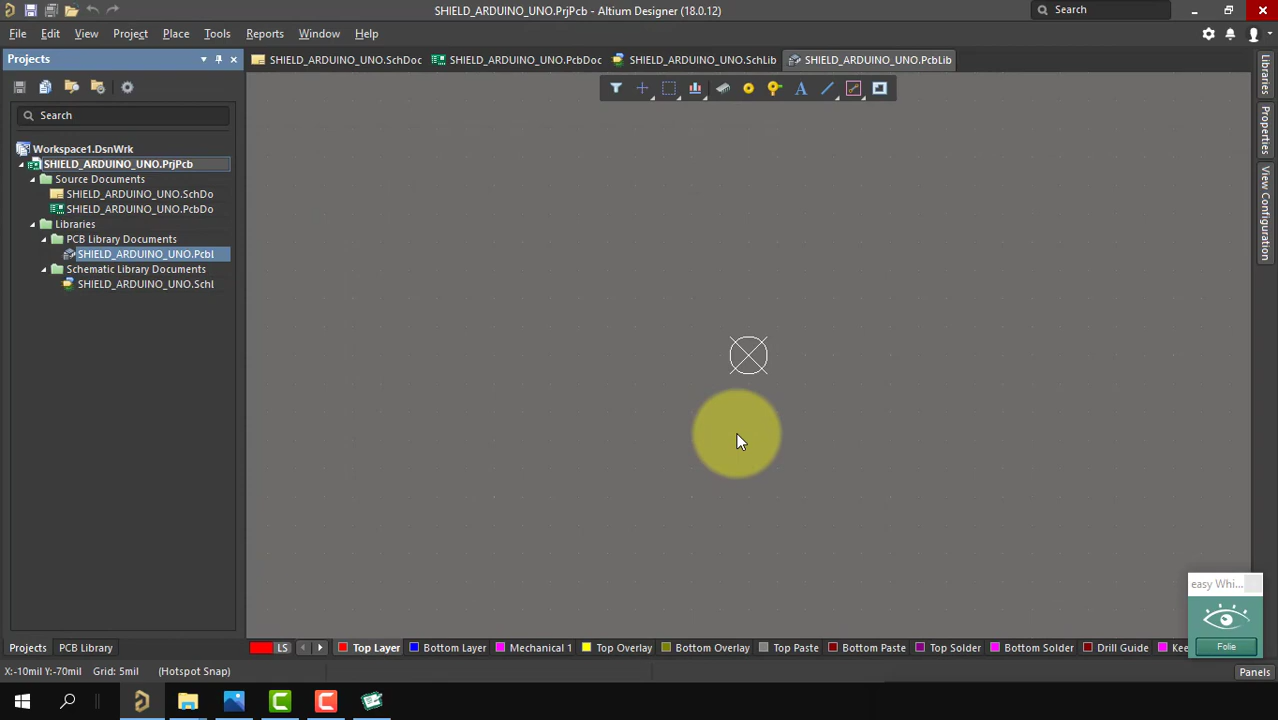 SHIELD_ARDUINO_UNO.PrjPcb - Altium Designer (18.0.12)
Search
File Edit View Project Place Tools Reports Window Help
Projects
SHIELD_ARDUINO_UNO.SchDoc
SHIELD_ARDUINO_UNO.PcbDoc
SHIELD_ARDUINO_UNO.SchLib
SHIELD_ARDUINO_UNO.PcbLib
Search
Workspace1.DsnWrk
SHIELD_ARDUINO_UNO.PrjPcb
Source Documents
SHIELD_ARDUINO_UNO.SchDo
SHIELD_ARDUINO_UNO.PcbDo
Libraries
PCB Library Documents
SHIELD_ARDUINO_UNO.Pcbl
Schematic Library Documents
SHIELD_ARDUINO_UNO.Schl
Libraries
Properties
View Configuration
easy Whi...
Folie
Projects PCB Library
LS Top Layer Bottom Layer Mechanical 1 Top Overlay Bottom Overlay Top Paste Bottom Paste Top Solder Bottom Solder Drill Guide Ke
X:-10mil Y:-70mil Grid: 5mil (Hotspot Snap)
Panels